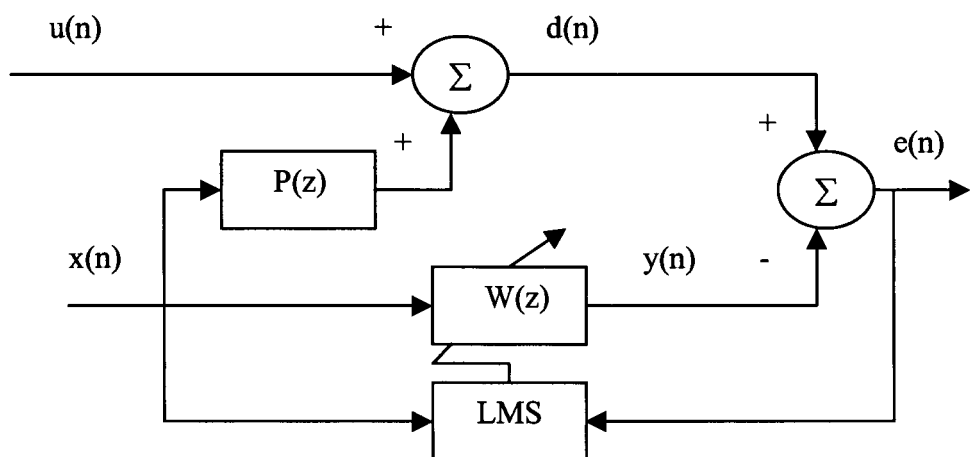 u(n) + d(n)
Σ
+ + e(n)
P(z) Σ
x(n) y(n) -
W(z)
LMS